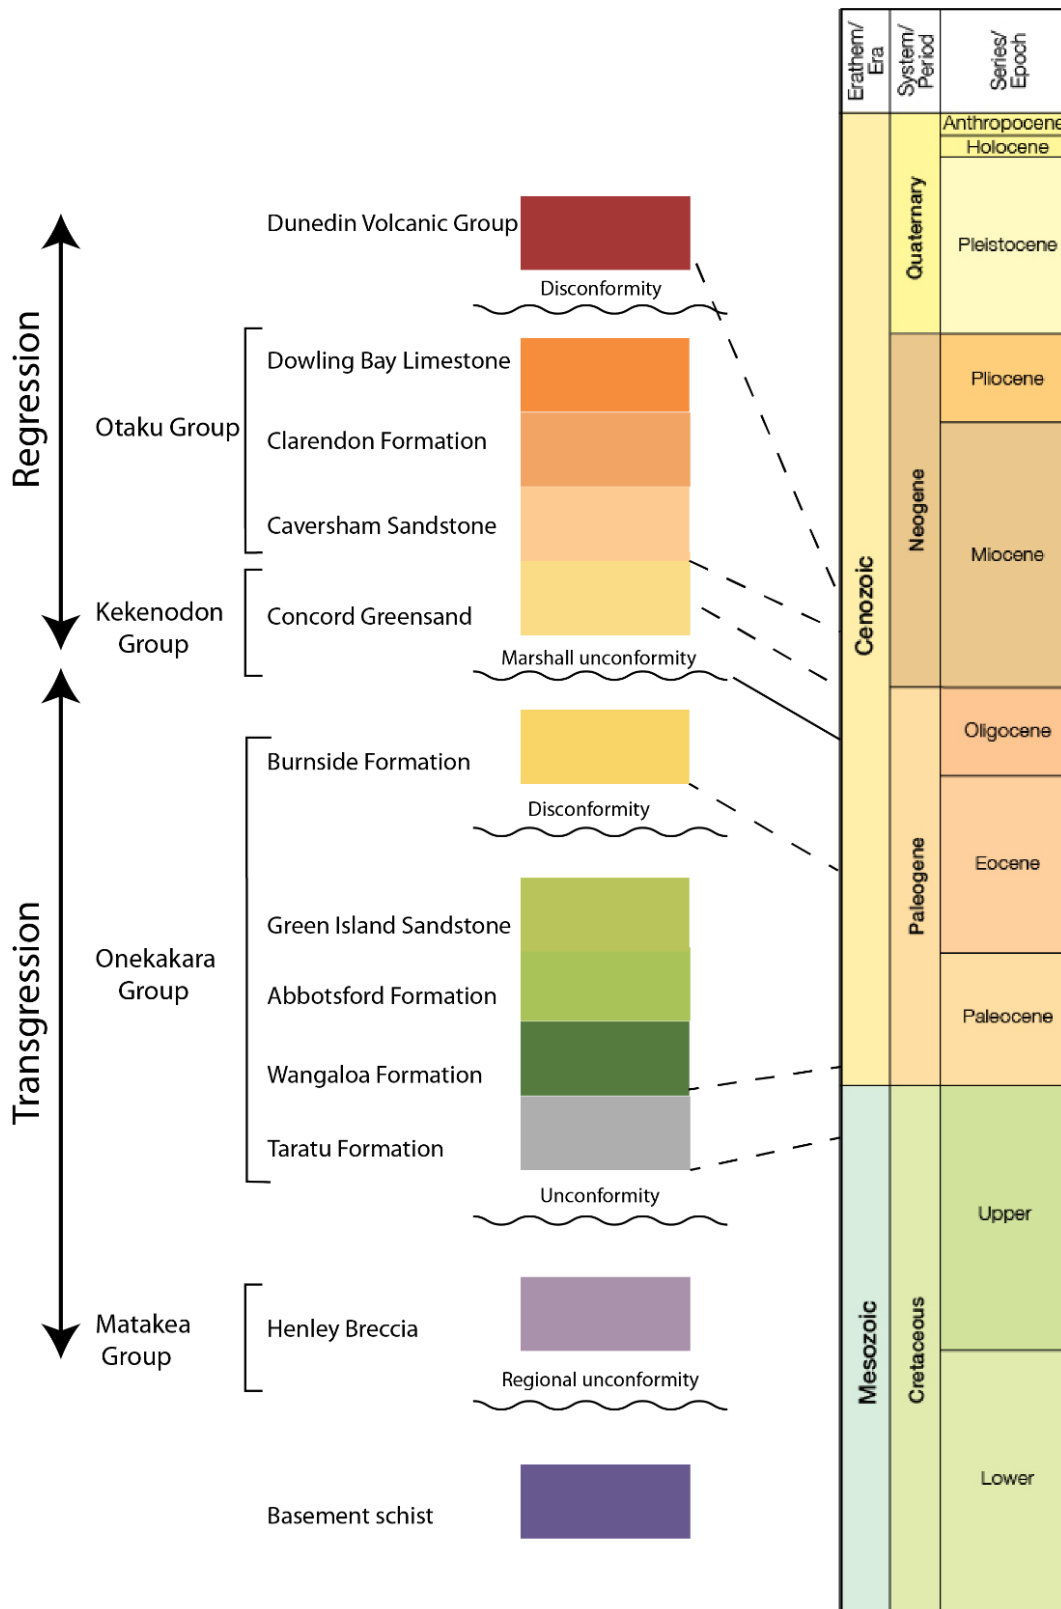 Erathem/
Era
System/
Period
Series/
Epoch
Anthropocene
Holocene
Pleistocene
Quaternary
Dunedin Volcanic Group
Disconformity
Regression
Otaku Group
Dowling Bay Limestone
Clarendon Formation
Caversham Sandstone
Pliocene
Miocene
Neogene
Cenozoic
Kekenodon
Group
Concord Greensand
Marshall unconformity
Oligocene
Burnside Formation
Disconformity
Eocene
Paleogene
Transgression
Onekakara
Group
Green Island Sandstone
Abbotsford Formation
Wangaloa Formation
Taratu Formation
Paleocene
Unconformity
Upper
Matakea
Group
Henley Breccia
Regional unconformity
Mesozoic
Cretaceous
Lower
Basement schist